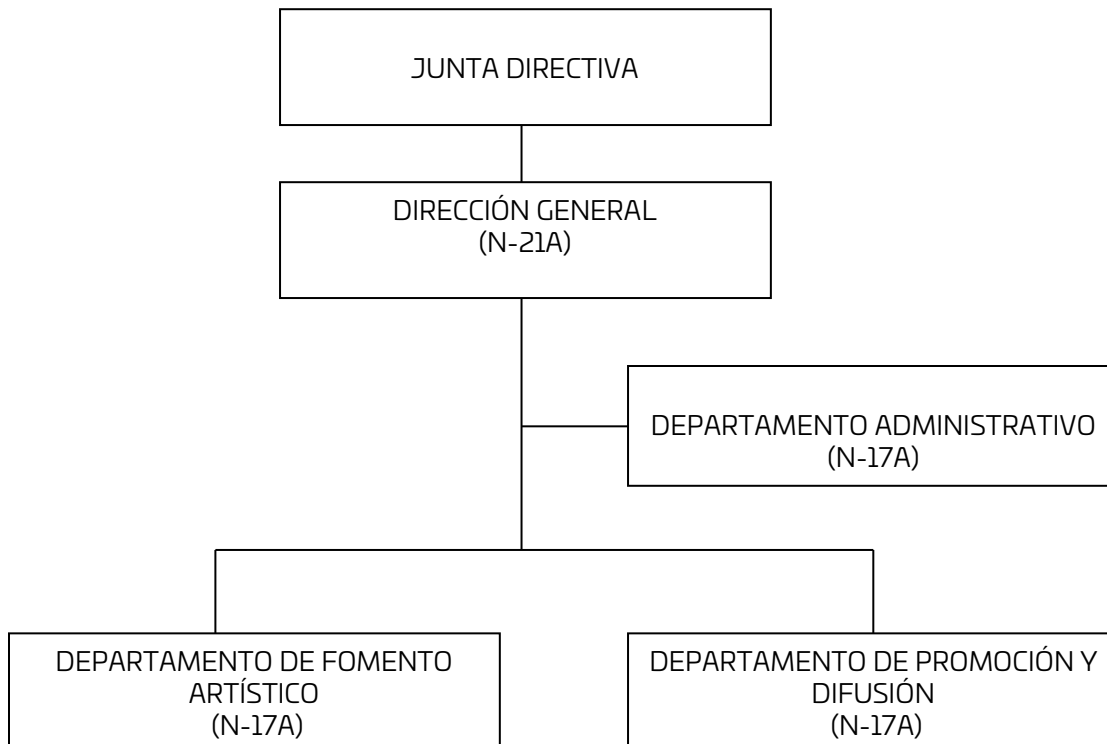 JUNTA DIRECTIVA
DIRECCIÓN GENERAL
(N-21A)
DEPARTAMENTO ADMINISTRATIVO
(N-17A)
DEPARTAMENTO DE FOMENTO
ARTÍSTICO
(N-17A)
DEPARTAMENTO DE PROMOCIÓN Y
DIFUSIÓN
(N-17A)